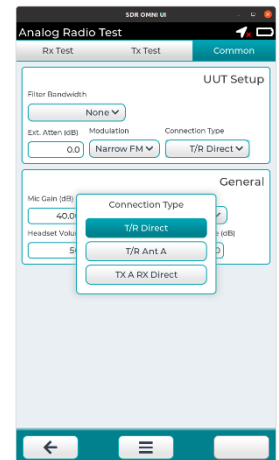 SDR OMNI UI
Analog Radio Test
Rx Test Tx Test Common
UUT Setup
Filter Bandwidth
None
Ext. Atten (dB) Modulation Connection Type
0.0 Narrow FM T/R Direct
General
Mic Gain (dB)
Connection Type
40.0
T/R Direct
Headset Volu
(dB)
T/R Ant A
TX A RX Direct